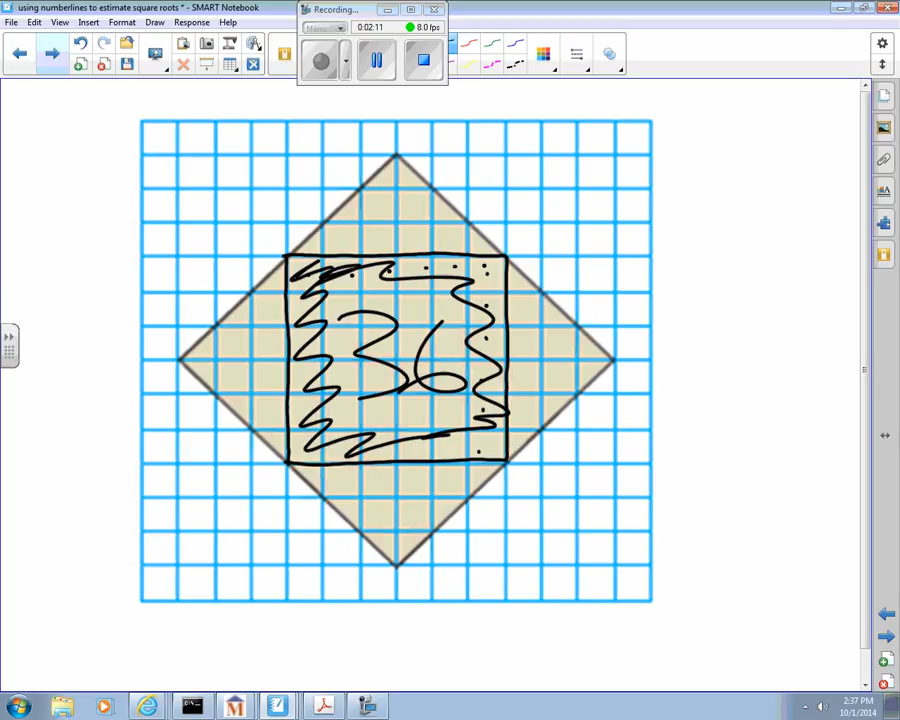 using numberlines to estimate square roots * - SMART Notebook
Recording...
File Edit View Insert Format Draw Response Help
0:02:11
8.0 fps
36
2:37 PM
10/1/2014